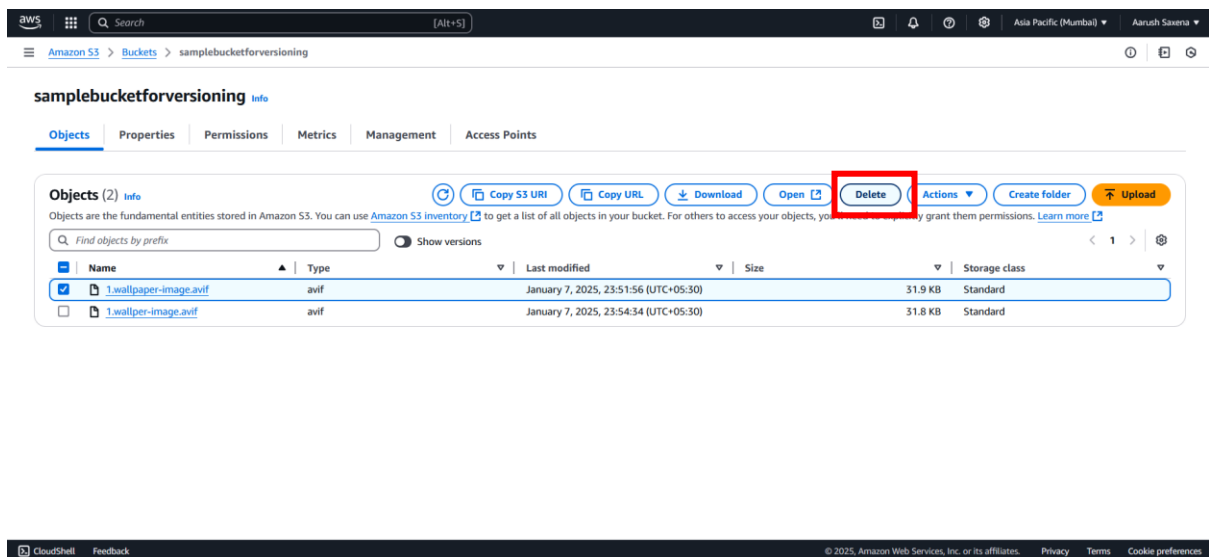 aws Search [Alt+S] Asia Pacific (Mumbai) Aarush Saxena
Amazon S3 > Buckets > samplebucketforversioning
samplebucketforversioning Info
Objects Properties Permissions Metrics Management Access Points
Objects (2) Info Copy S3 URI Copy URL Download Open Delete Actions Create folder Upload
Objects are the fundamental entities stored in Amazon S3. You can use Amazon S3 inventory to get a list of all objects in your bucket. For others to access your objects, you'll need to explicitly grant them permissions. Learn more
Find objects by prefix Show versions < 1 >
Name Type Last modified Size Storage class
1.wallpaper-image.avif avif January 7, 2025, 23:51:56 (UTC+05:30) 31.9 KB Standard
1.wallper-image.avif avif January 7, 2025, 23:54:34 (UTC+05:30) 31.8 KB Standard
CloudShell Feedback © 2025, Amazon Web Services, Inc. or its affiliates. Privacy Terms Cookie preferences